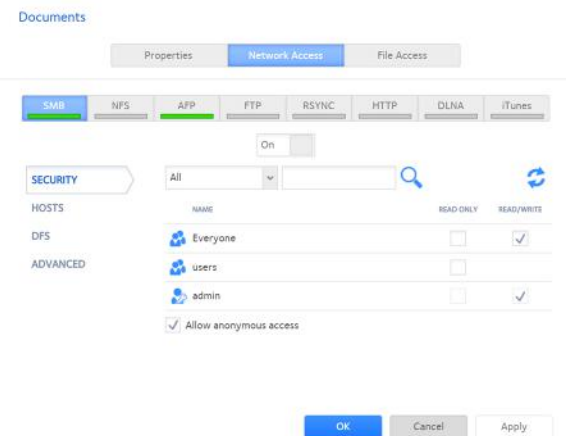 Documents
Properties Network Access File Access
SMB NFS AFP FTP RSYNC HTTP DLNA iTunes
On
SECURITY All
HOSTS NAME READ ONLY READ/WRITE
DFS Everyone
users
ADVANCED admin
Allow anonymous access
OK Cancel Apply